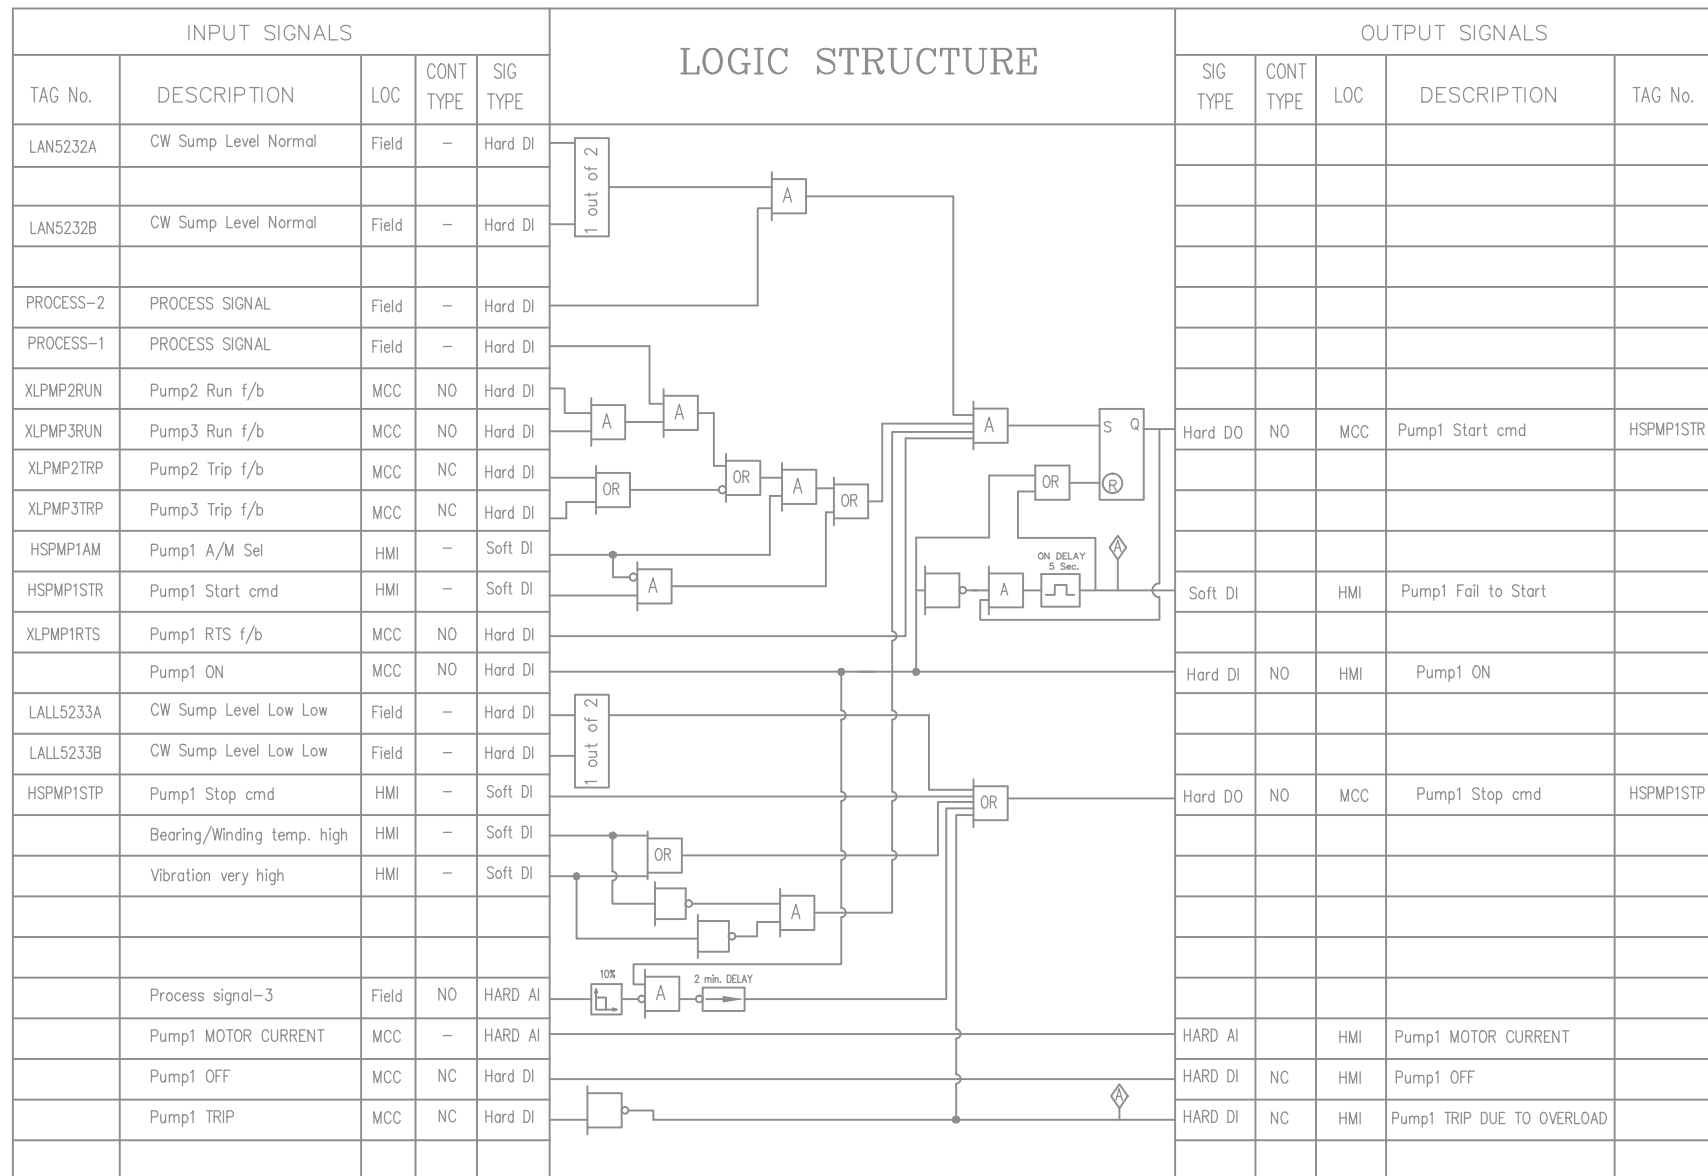 INPUT SIGNALS
LOGIC STRUCTURE
OUTPUT SIGNALS
TAG No. DESCRIPTION LOC CONT TYPE SIG TYPE
SIG TYPE CONT TYPE LOC DESCRIPTION TAG No.
LAN5232A CW Sump Level Normal Field - Hard DI
1 out of 2
A
LAN5232B CW Sump Level Normal Field - Hard DI
PROCESS-2 PROCESS SIGNAL Field - Hard DI
PROCESS-1 PROCESS SIGNAL Field - Hard DI
XLPMP2RUN Pump2 Run f/b MCC NO Hard DI
A A
XLPMP3RUN Pump3 Run f/b MCC NO Hard DI
A S Q
Hard DO NO MCC Pump1 Start cmd HSPMP1STR
XLPMP2TRP Pump2 Trip f/b MCC NC Hard DI
OR OR A OR OR R
XLPMP3TRP Pump3 Trip f/b MCC NC Hard DI
HSPMP1AM Pump1 A/M Sel HMI - Soft DI
A
ON DELAY
5 Sec.
HSPMP1STR Pump1 Start cmd HMI - Soft DI
A A
Soft DI HMI Pump1 Fail to Start
XLPMP1RTS Pump1 RTS f/b MCC NO Hard DI
Pump1 ON MCC NO Hard DI
Hard DI NO HMI Pump1 ON
LALL5233A CW Sump Level Low Low Field - Hard DI
1 out of 2
LALL5233B CW Sump Level Low Low Field - Hard DI
HSPMP1STP Pump1 Stop cmd HMI - Soft DI
OR
Hard DO NO MCC Pump1 Stop cmd HSPMP1STP
Bearing/Winding temp. high HMI - Soft DI
OR
Vibration very high HMI - Soft DI
A
10%
2 min. DELAY
Process signal-3 Field NO HARD AI
A
Pump1 MOTOR CURRENT MCC - HARD AI
HARD AI HMI Pump1 MOTOR CURRENT
Pump1 OFF MCC NC Hard DI
HARD DI NC HMI Pump1 OFF
A
Pump1 TRIP MCC NC Hard DI
HARD DI NC HMI Pump1 TRIP DUE TO OVERLOAD